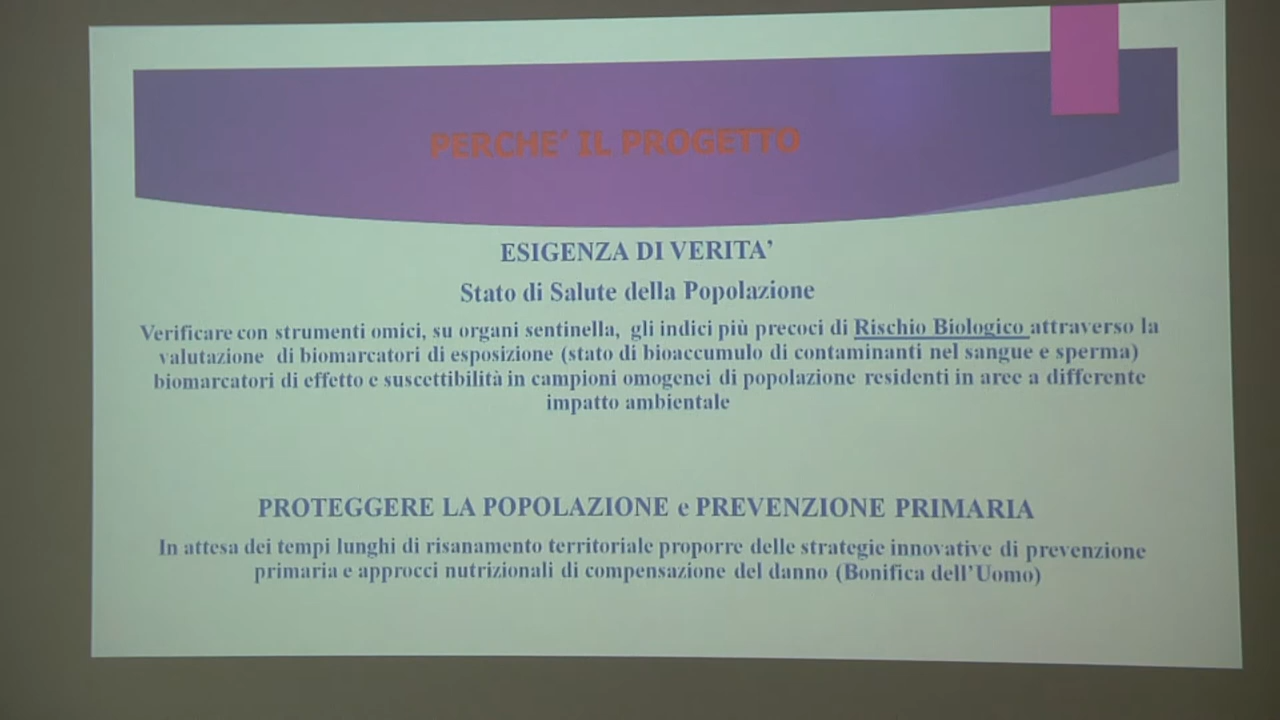 PERCHE' IL PROGETTO
ESIGENZA DI VERITA'
Stato di Salute della Popolazione
Verificare con strumenti omici, su organi sentinella, gli indici più precoci di Rischio Biologico attraverso la
valutazione di biomarcatori di esposizione (stato di bioaccumulo di contaminanti nel sangue e sperma)
biomarcatori di effetto e suscettibilità in campioni omogenei di popolazione residenti in aree a differente
impatto ambientale
PROTEGGERE LA POPOLAZIONE e PREVENZIONE PRIMARIA
In attesa dei tempi lunghi di risanamento territoriale proporre delle strategie innovative di prevenzione
primaria e approcci nutrizionali di compensazione del danno (Bonifica dell'Uomo)